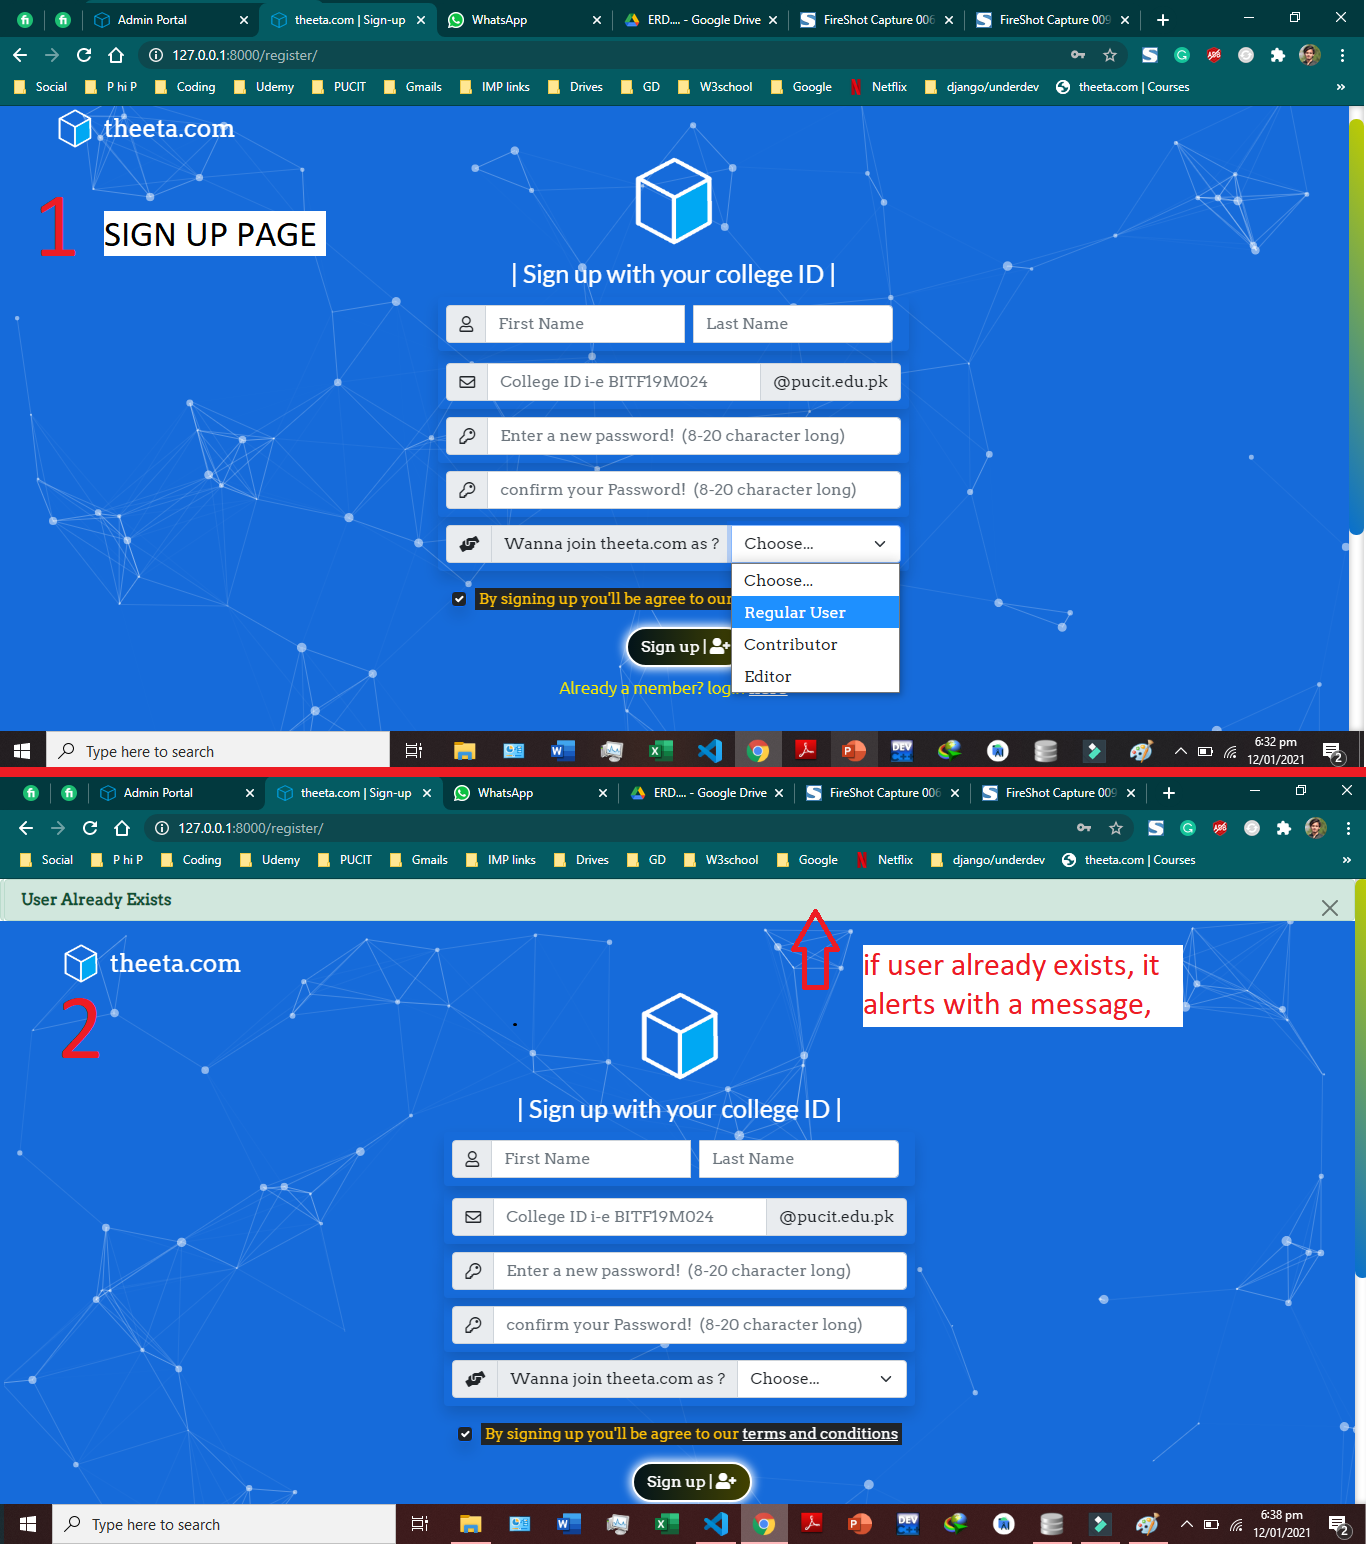 Admin Portal
theeta.com | Sign-up
WhatsApp
ERD.... - Google Drive
FireShot Capture 006
FireShot Capture 009
127.0.0.1:8000/register/
Social
P hi P
Coding
Udemy
PUCIT
Gmails
IMP links
Drives
GD
W3school
Google
Netflix
django/underdev
theeta.com | Courses
»
theeta.com
1
SIGN UP PAGE
| Sign up with your college ID |
First Name
Last Name
College ID i-e BITF19M024
@pucit.edu.pk
Enter a new password! (8-20 character long)
confirm your Password! (8-20 character long)
Wanna join theeta.com as ?
Choose...
Choose...
Regular User
Contributor
Editor
By signing up you'll be agree to our
Sign up |
Already a member? login
Type here to search
6:32 pm
12/01/2021
2
Admin Portal
theeta.com | Sign-up
WhatsApp
ERD.... - Google Drive
FireShot Capture 006
FireShot Capture 009
127.0.0.1:8000/register/
Social
P hi P
Coding
Udemy
PUCIT
Gmails
IMP links
Drives
GD
W3school
Google
Netflix
django/underdev
theeta.com | Courses
»
User Already Exists
theeta.com
2
if user already exists, it
alerts with a message,
| Sign up with your college ID |
First Name
Last Name
College ID i-e BITF19M024
@pucit.edu.pk
Enter a new password! (8-20 character long)
confirm your Password! (8-20 character long)
Wanna join theeta.com as ?
Choose...
By signing up you'll be agree to our terms and conditions
Sign up |
Type here to search
6:38 pm
12/01/2021
2